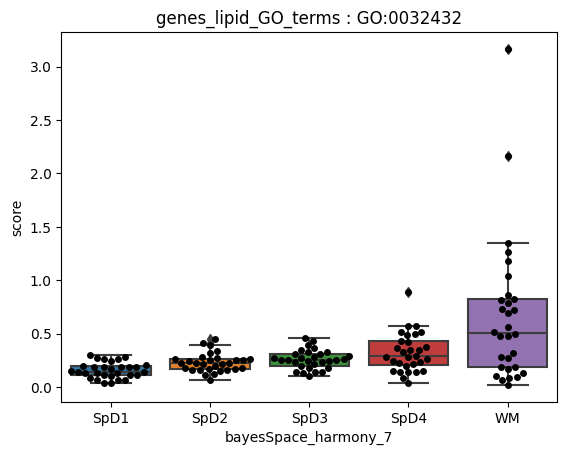 genes_lipid_GO_terms : GO:0032432
3.0
2.5
2.0
1.5
1.0
0.5
0.0
score
SpD1 SpD2 SpD3 SpD4 WM
bayesSpace_harmony_7